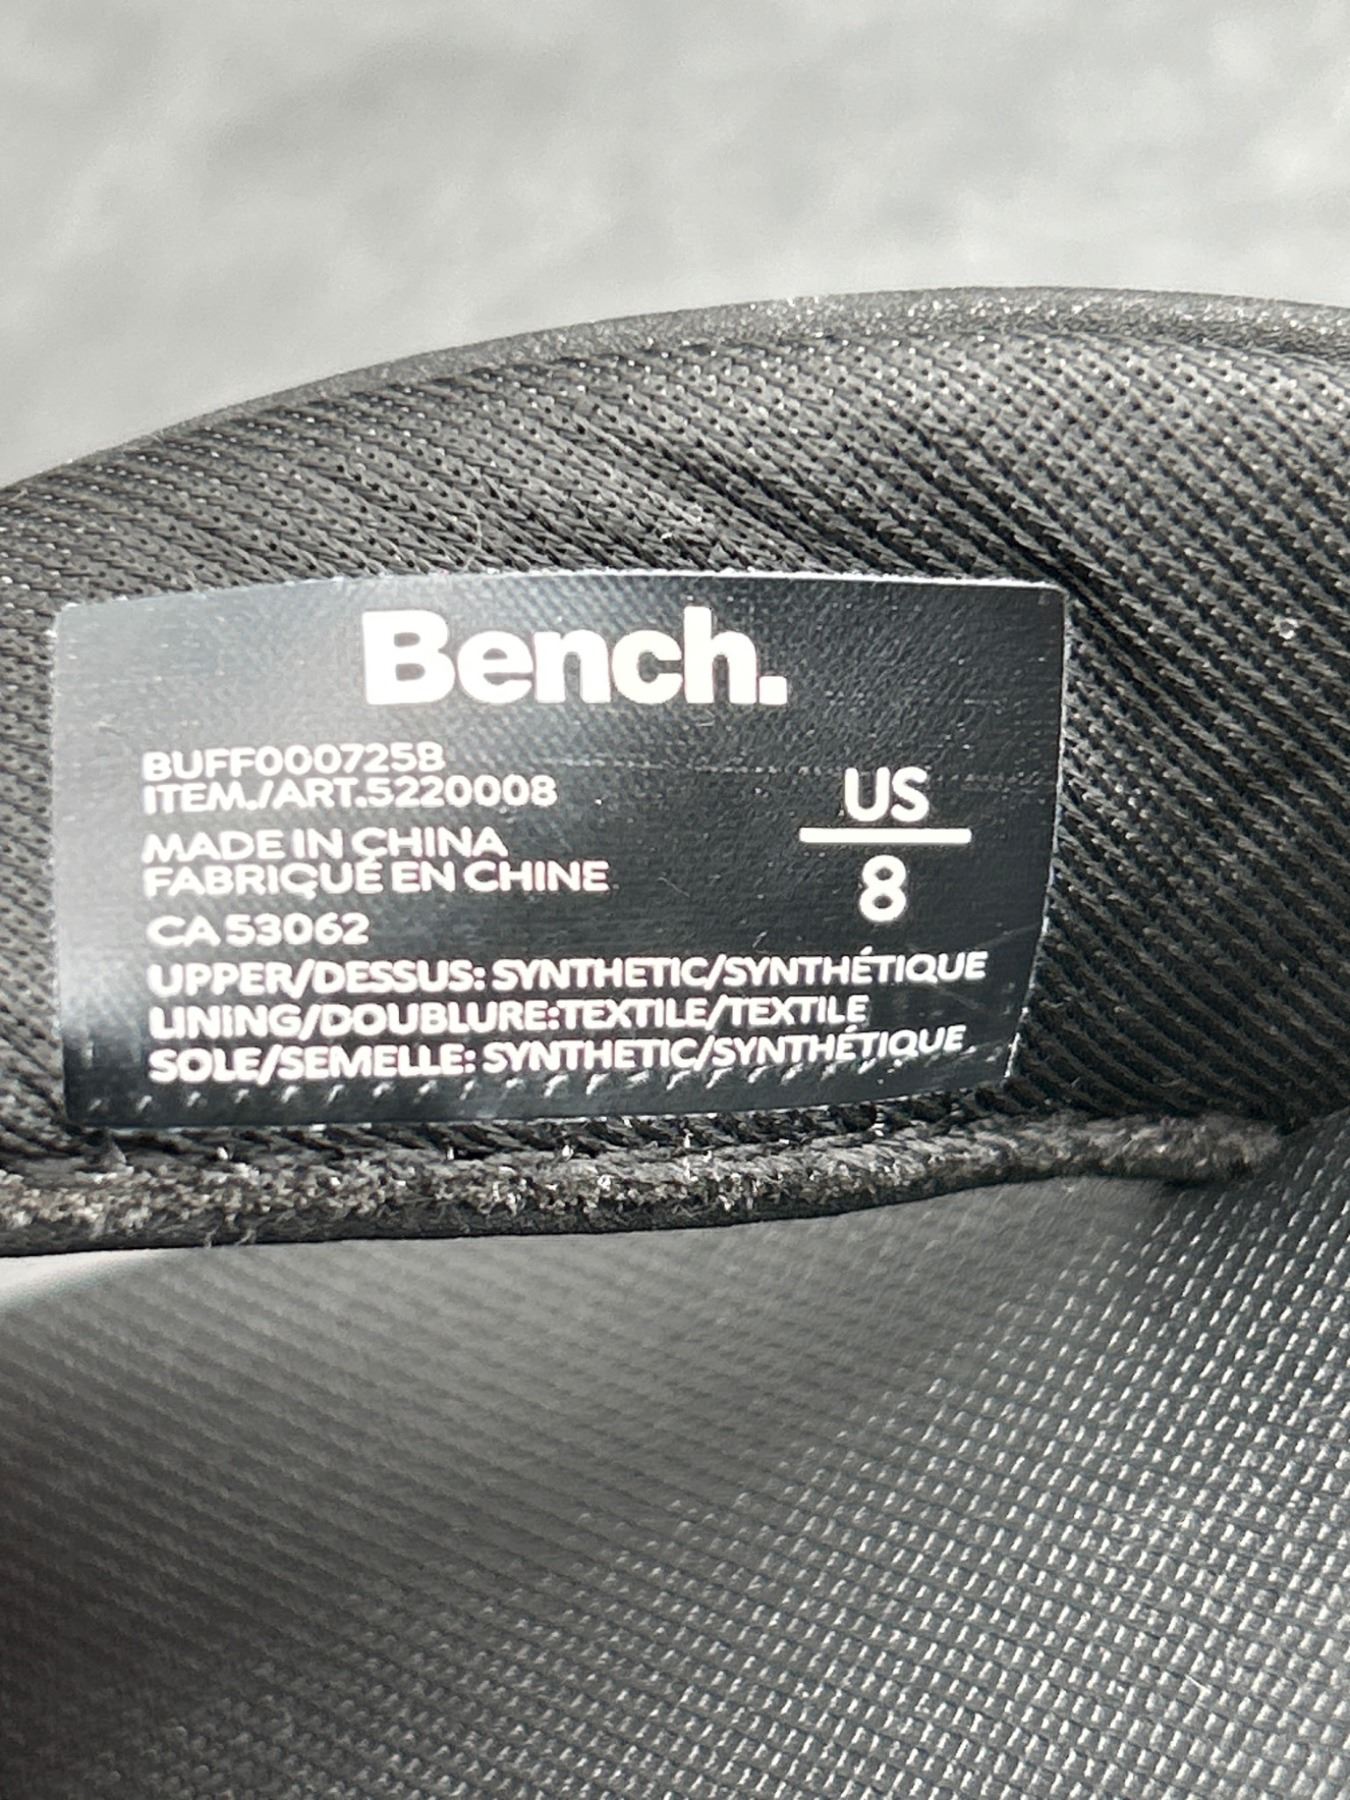 Bench.
BUFF0007258
ITEM./ART.5220008
MADE IN CHINA
FABRIQUÉ EN CHINE
CA 53062
US
8
UPPER/DESSUS: SYNTHETIC/SYNTHÉTIQUE
LINING/DOUBLURE:TEXTILE/TEXTILE
SOLE/SEMELLE: SYNTHETIC/SYNTHÉTIQUE